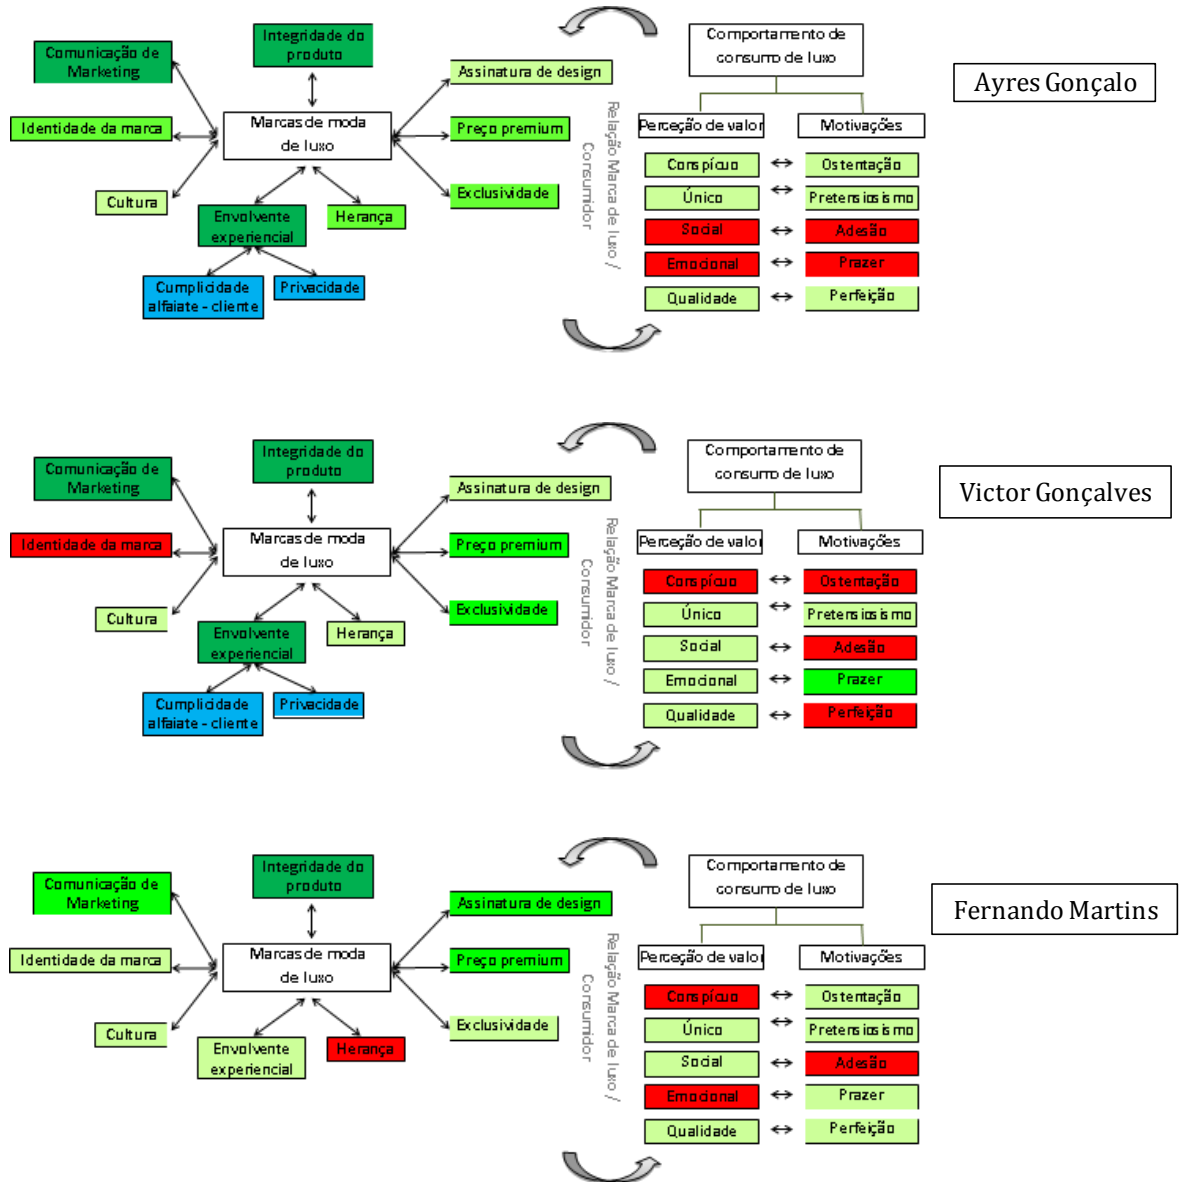 Comunicação de
Marketing
Integridade do
produto
Assinatura de design
Identidade da marca
Marcas de moda
de luxo
Preço premium
Cultura
Exclusividade
Envolvente
experiencial
Herança
Cumplicidade
alfaiate - cliente
Privacidade
Relação Marca de luxo /
Consumidor
Comportamento de
consumo de luxo
Perceção de valor
Motivações
Conspícuo
Ostentação
Único
Pretensiosismo
Social
Adesão
Emocional
Prazer
Qualidade
Perfeição
Ayres Gonçalo
Comunicação de
Marketing
Integridade do
produto
Assinatura de design
Identidade da marca
Marcas de moda
de luxo
Preço premium
Cultura
Exclusividade
Envolvente
experiencial
Herança
Cumplicidade
alfaiate - cliente
Privacidade
Relação Marca de luxo /
Consumidor
Comportamento de
consumo de luxo
Perceção de valor
Motivações
Conspícuo
Ostentação
Único
Pretensiosismo
Social
Adesão
Emocional
Prazer
Qualidade
Perfeição
Victor Gonçalves
Comunicação de
Marketing
Integridade do
produto
Assinatura de design
Identidade da marca
Marcas de moda
de luxo
Preço premium
Cultura
Exclusividade
Envolvente
experiencial
Herança
Relação Marca de luxo /
Consumidor
Comportamento de
consumo de luxo
Perceção de valor
Motivações
Conspícuo
Ostentação
Único
Pretensiosismo
Social
Adesão
Emocional
Prazer
Qualidade
Perfeição
Fernando Martins